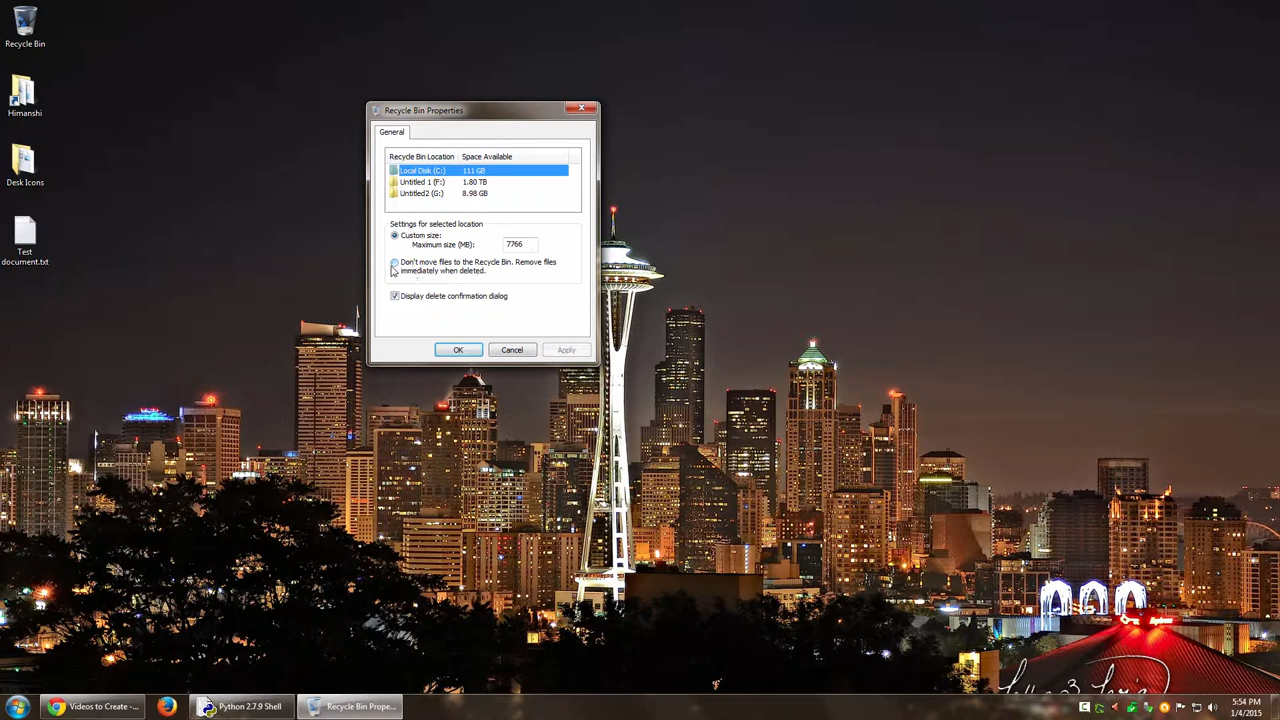 Recycle Bin
Himanshi
Desk Icons
Test
document.txt
Recycle Bin Properties
General
Recycle Bin Location Space Available
Local Disk (C:) 111 GB
Untitled 1 (F:) 1.80 TB
Untitled2 (G:) 8.98 GB
Settings for selected location
Custom size:
Maximum size (MB): 7766
Don't move files to the Recycle Bin. Remove files
immediately when deleted.
Display delete confirmation dialog
OK Cancel Apply
Videos to Create -...
Python 2.7.9 Shell
Recycle Bin Prope...
5:54 PM
1/4/2015